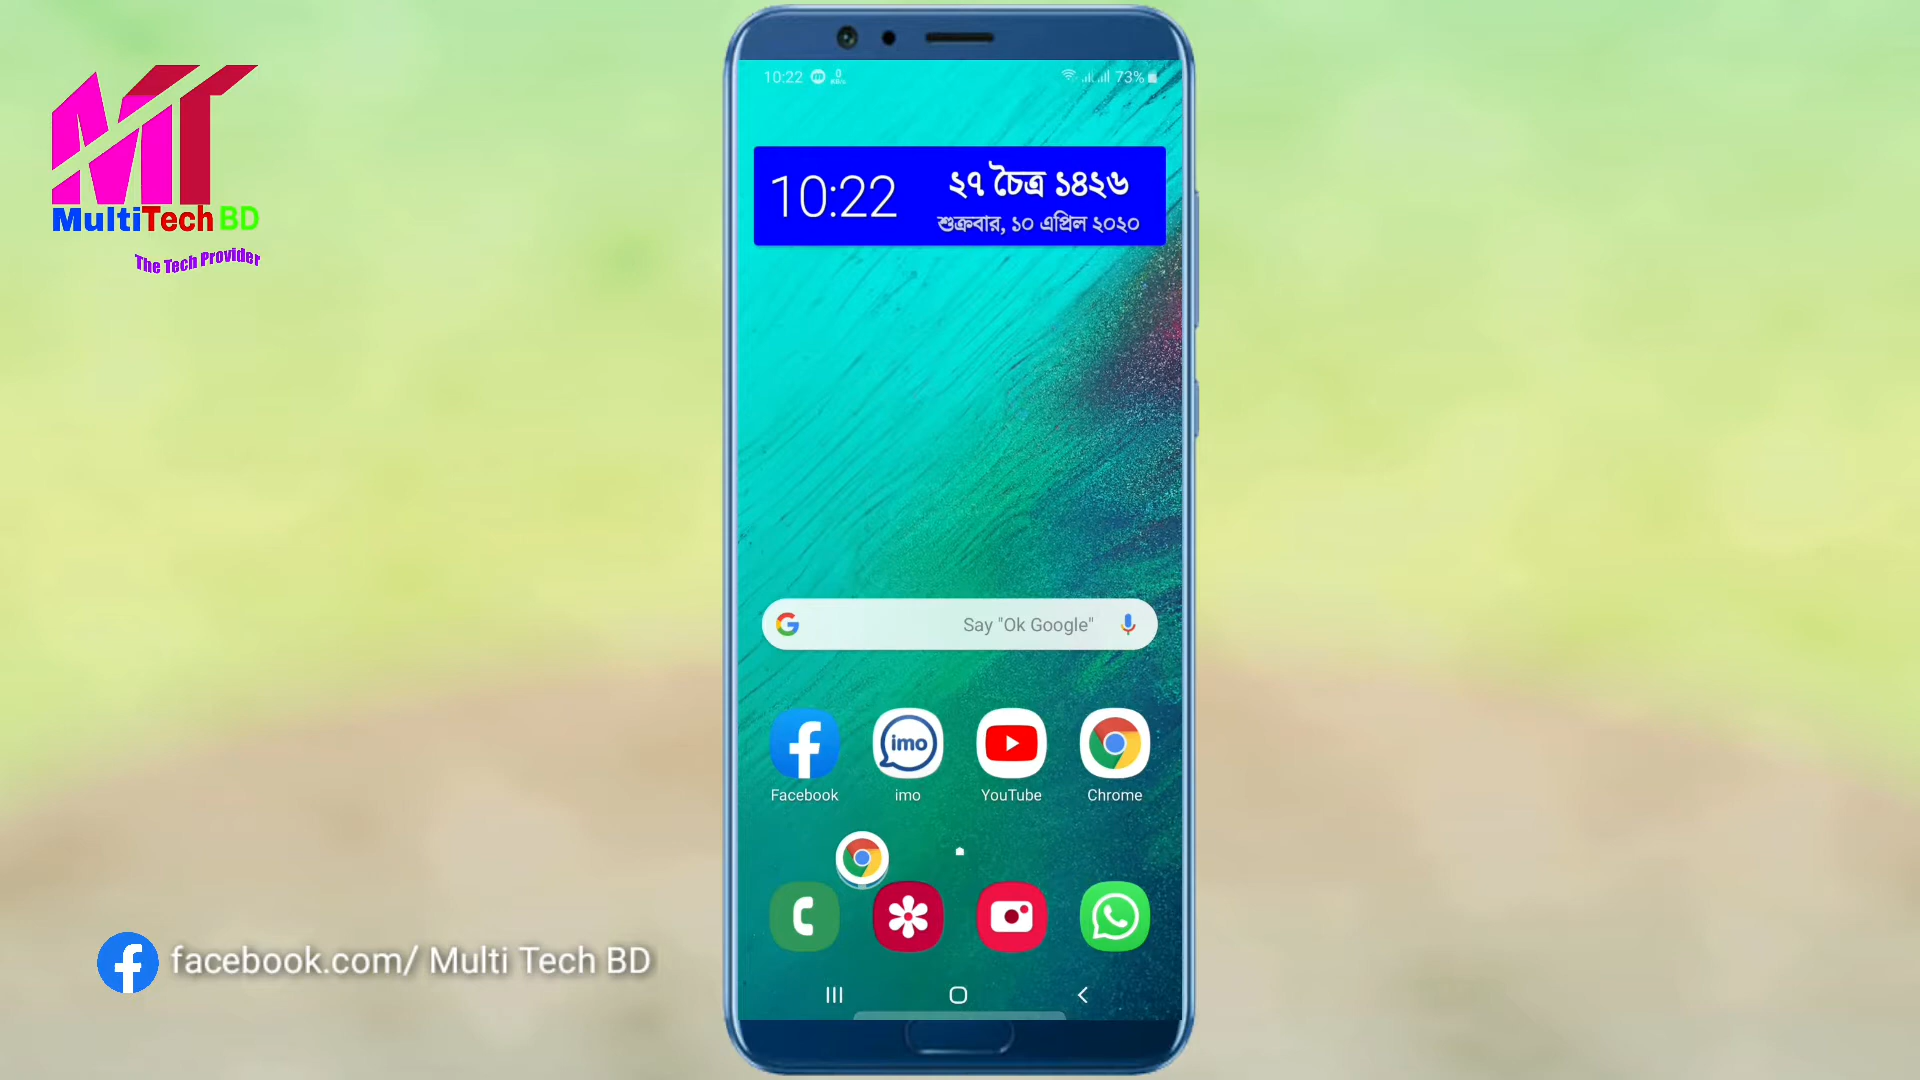 MT
MultiTech BD
The Tech Provider
10:22
73%
10:22
২৭ চৈত্র ১৪২৬
শুক্রবার, ১০ এপ্রিল ২০২০
Say "Ok Google"
imo
Facebook
imo
YouTube
Chrome
facebook.com/ Multi Tech BD